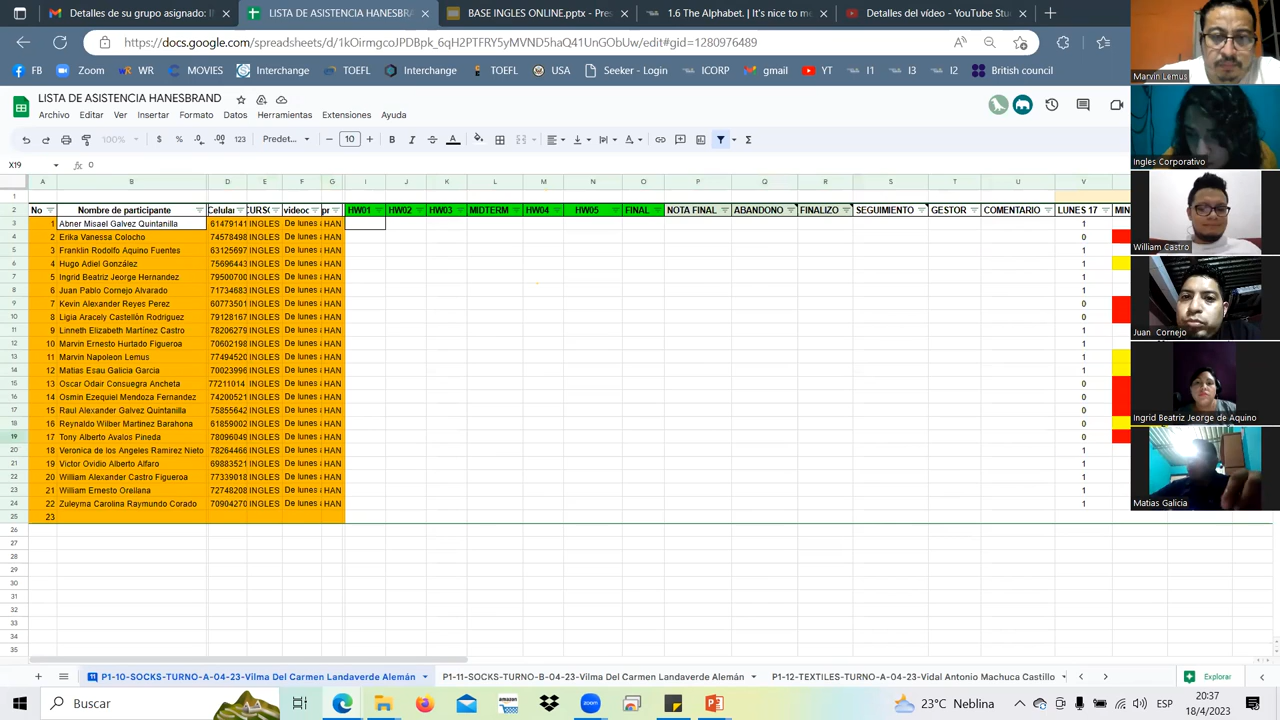 LISTA DE ASISTENCIA HANESBRA
BASE INGLES ONLINE.pptx - Pres
1.6 The Alphabet. | It's nice to m
Detalles del vídeo - YouTube Stu
https://docs.google.com/spreadsheets/d/1kOirmgcoJPDBpk_6qH2PTFRY5yMVND5haQ41UnGObUw/edit#gid=1280976489
FB Zoom WR MOVIES Interchange TOEFL Interchange TOEFL USA Seeker - Login ICORP gmail YT I1 I3 I2 British council
LISTA DE ASISTENCIA HANESBRAND
Archivo Editar Ver Insertar Formato Datos Herramientas Extensiones Ayuda
100% $ % .0 .00 123 Predet... 10 B I S A
X19 fx 0
A B D E F G I J K M N O P Q R S T U V
No Nombre de participante Celular CURSO videoc pr HW01 HW02 HW03 MIDTERM HW04 HW05 FINAL NOTA FINAL ABANDONO FINALIZO SEGUIMIENTO GESTOR COMENTARIO LUNES 17 MIN
1 Abner Misael Galvez Quintanilla 61479141 INGLES De lunes a HAN 1
2 Erika Vanessa Colocho 74578498 INGLES De lunes a HAN 0
3 Franklin Rodolfo Aquino Fuentes 63125697 INGLES De lunes a HAN 1
4 Hugo Adiel González 75696443 INGLES De lunes a HAN 1
5 Ingrid Beatriz Jeorge Hernandez 79500700 INGLES De lunes a HAN 1
6 Juan Pablo Cornejo Alvarado 71734683 INGLES De lunes a HAN 1
7 Kevin Alexander Reyes Perez 60773501 INGLES De lunes a HAN 0
8 Ligia Aracely Castellón Rodriguez 79128167 INGLES De lunes a HAN 0
9 Linneth Elizabeth Martínez Castro 78206279 INGLES De lunes a HAN 1
10 Marvin Ernesto Hurtado Figueroa 70602198 INGLES De lunes a HAN 1
11 Marvin Napoleon Lemus 77494520 INGLES De lunes a HAN 1
12 Matias Esau Galicia Garcia 70023996 INGLES De lunes a HAN 1
13 Oscar Odair Consuegra Ancheta 77211014 INGLES De lunes a HAN 0
14 Osmin Ezequiel Mendoza Fernandez 74200521 INGLES De lunes a HAN 0
15 Raul Alexander Galvez Quintanilla 75855642 INGLES De lunes a HAN 0
16 Reynaldo Wilber Martinez Barahona 61859002 INGLES De lunes a HAN 0
17 Tony Alberto Avalos Pineda 78096049 INGLES De lunes a HAN 0
18 Veronica de los Angeles Ramirez Nieto 78264466 INGLES De lunes a HAN 1
19 Victor Ovidio Alberto Alfaro 69883521 INGLES De lunes a HAN 1
20 William Alexander Castro Figueroa 77339018 INGLES De lunes a HAN 1
21 William Ernesto Orellana 72748208 INGLES De lunes a HAN 1
22 Zuleyma Carolina Raymundo Corado 70904270 INGLES De lunes a HAN 1
23
Marvin Lemus
Ingles Corporativo
William Castro
Juan Cornejo
Ingrid Beatriz Jeorge de Aquino
Matias Galicia
P1-10-SOCKS-TURNO-A-04-23-Vilma Del Carmen Landaverde Alemán P1-11-SOCKS-TURNO-B-04-23-Vilma Del Carmen Landaverde Alemán P1-12-TEXTILES-TURNO-A-04-23-Vidal Antonio Machuca Castillo Explorar
Buscar 23°C Neblina ESP 20:37 18/4/2023